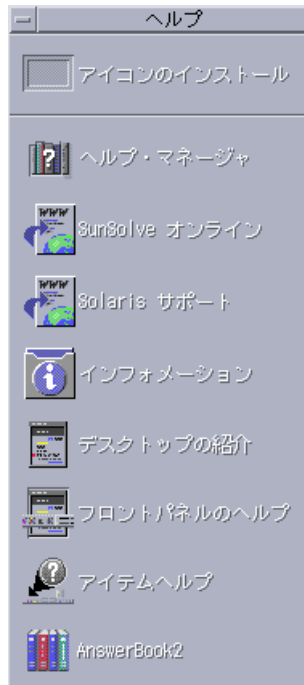 ヘルプ
アイコンのインストール
ヘルプ・マネージャ
SunSolve オンライン
Solaris サポート
インフォメーション
デスクトップの紹介
フロントパネルのヘルプ
アイテムヘルプ
AnswerBook2